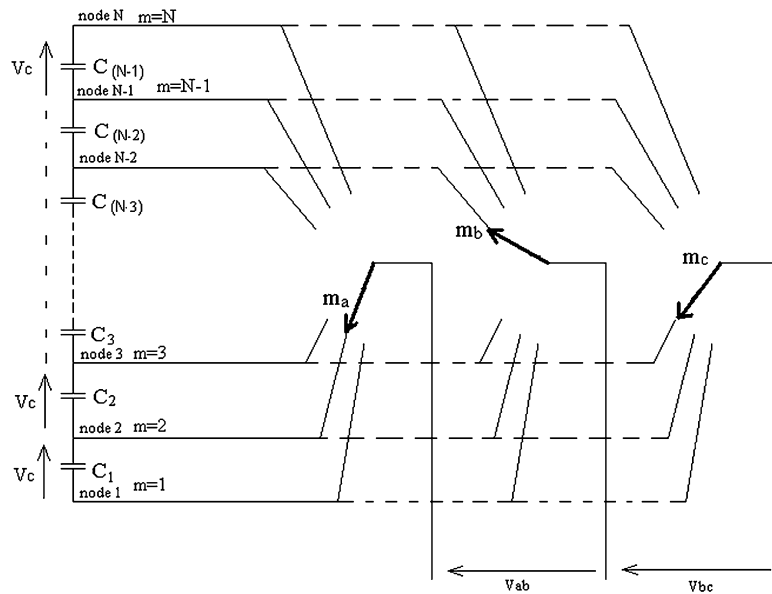 node N m=N
Vc C (N-1)
node N-1 m=N-1
C (N-2)
node N-2
C (N-3)
mb
ma
mc
C3
node 3 m=3
Vc C2
node 2 m=2
Vc C1
node 1 m=1
Vab
Vbc